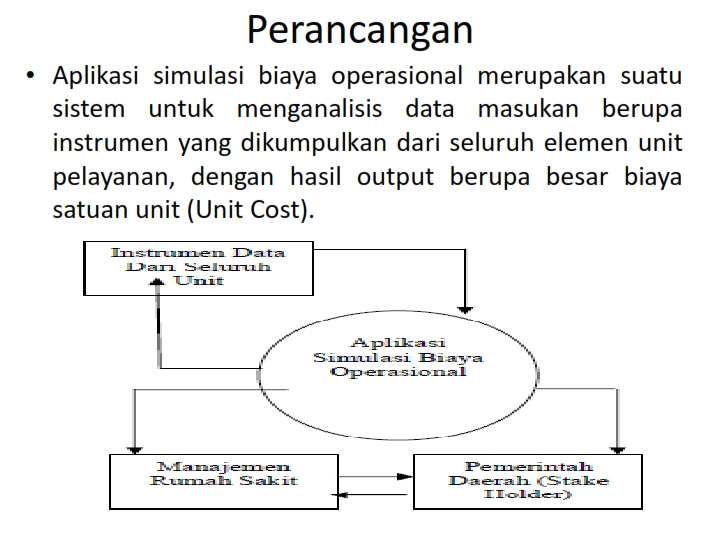 Perancangan
• Aplikasi simulasi biaya operasional merupakan suatu
sistem untuk menganalisis data masukan berupa
instrumen yang dikumpulkan dari seluruh elemen unit
pelayanan, dengan hasil output berupa besar biaya
satuan unit (Unit Cost).
Instrumen Data
Dari Seluruh
Unit
Aplikasi
Simulasi Biaya
Operasional
Manajemen
Rumah Sakit
Pemerintah
Daerah (Stake
Holder)